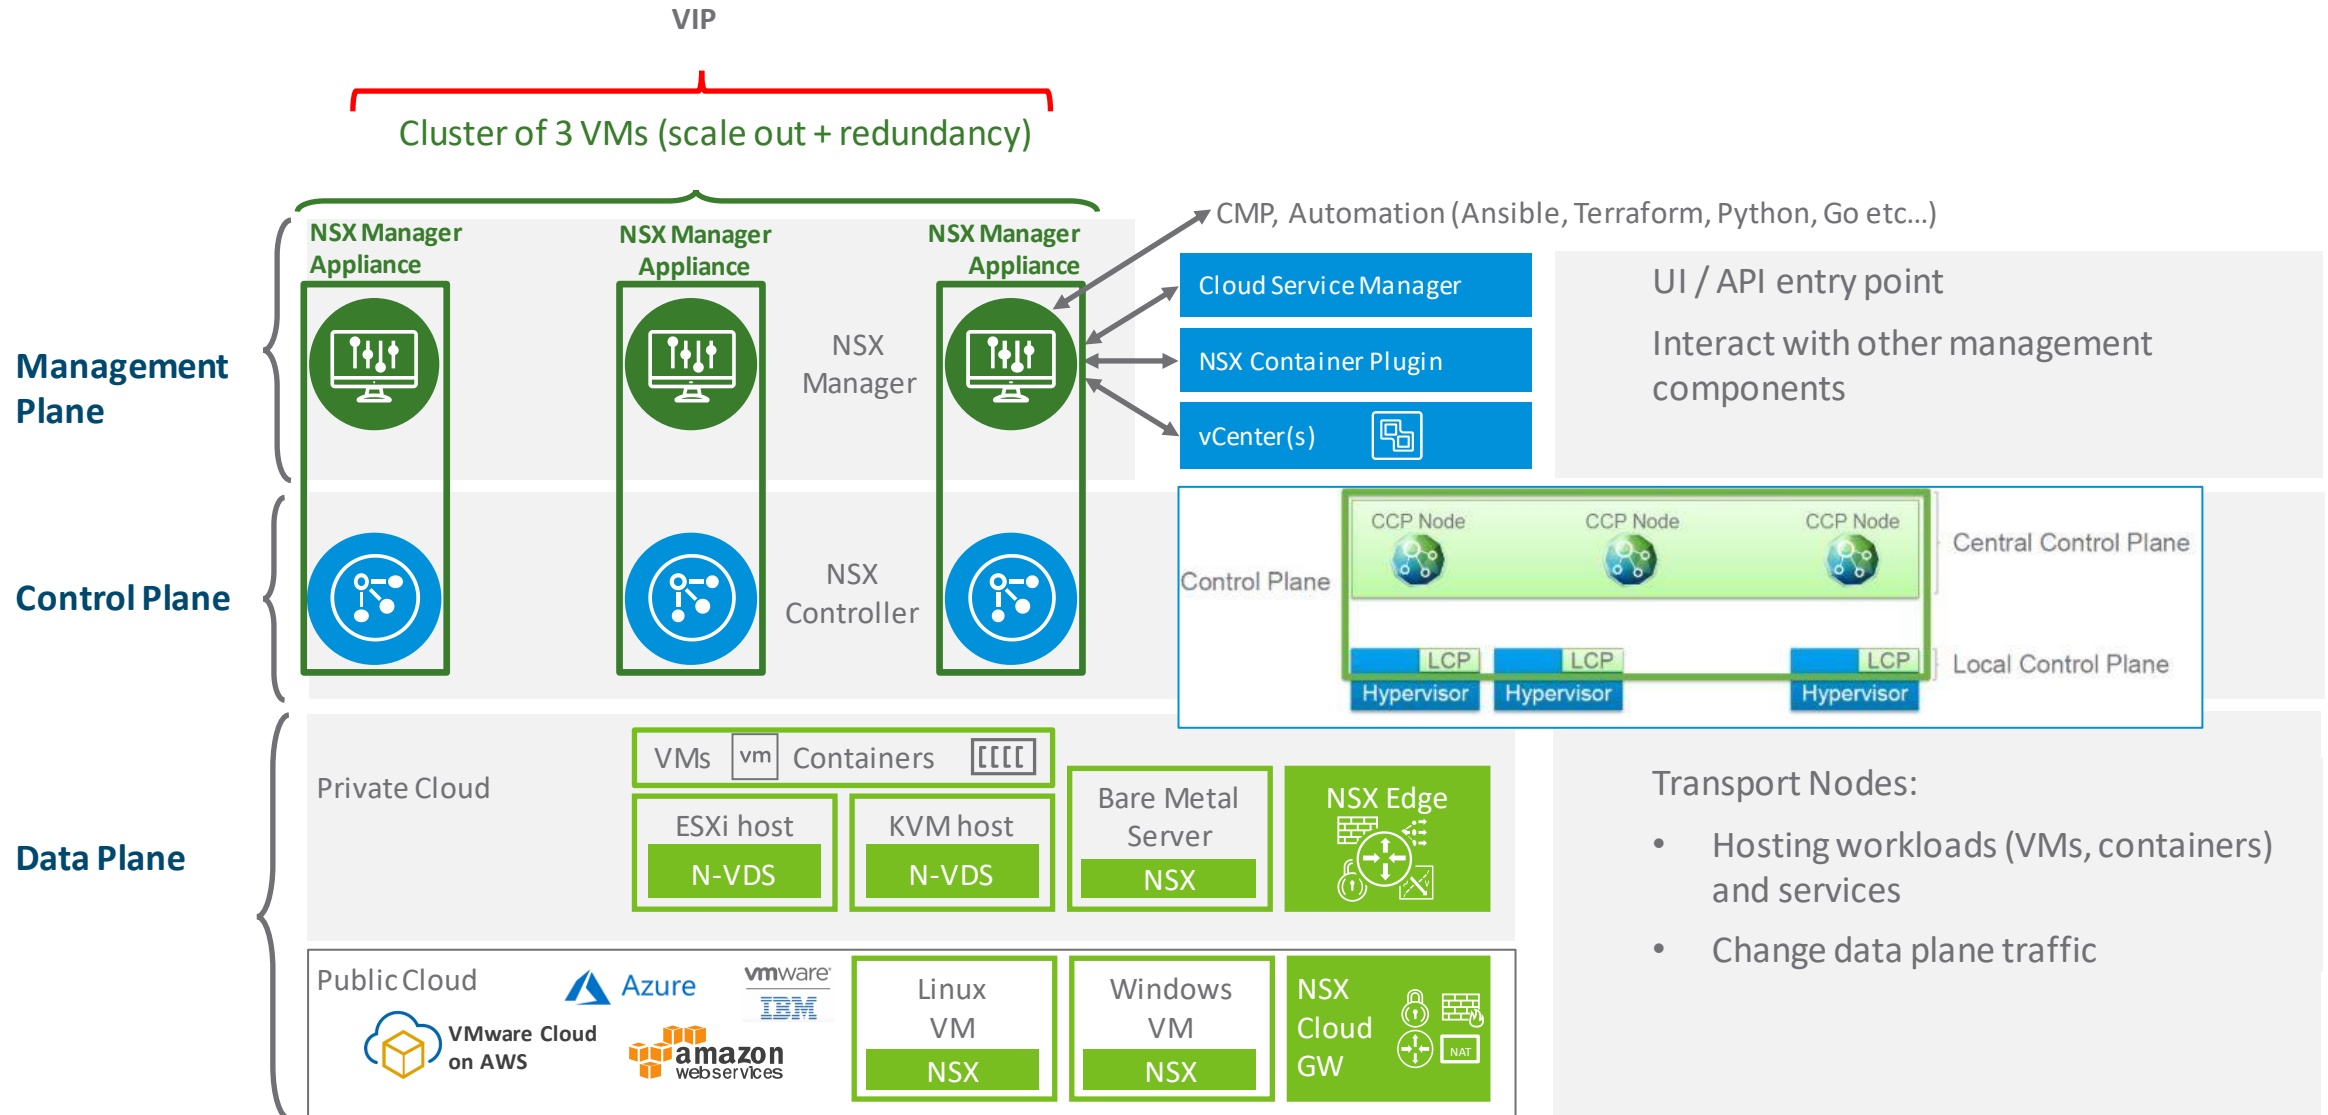 VIP
Cluster of 3 VMs (scale out + redundancy)
NSX Manager
Appliance
NSX Manager
Appliance
NSX Manager
Appliance
CMP, Automation (Ansible, Terraform, Python, Go etc...)
Management
Plane
NSX
Manager
Cloud Service Manager
NSX Container Plugin
vCenter(s)
UI / API entry point
Interact with other management
components
Control Plane
NSX
Controller
Control Plane
CCP Node
CCP Node
CCP Node
Central Control Plane
LCP
LCP
LCP
Local Control Plane
Hypervisor
Hypervisor
Hypervisor
Data Plane
Private Cloud
VMs
vm
Containers
ESXi host
N-VDS
KVM host
N-VDS
Bare Metal
Server
NSX
NSX Edge
Transport Nodes:
• Hosting workloads (VMs, containers)
and services
• Change data plane traffic
Public Cloud
Azure
vmware
IBM
VMware Cloud
on AWS
amazon
webservices
Linux
VM
NSX
Windows
VM
NSX
NSX
Cloud
GW
NAT